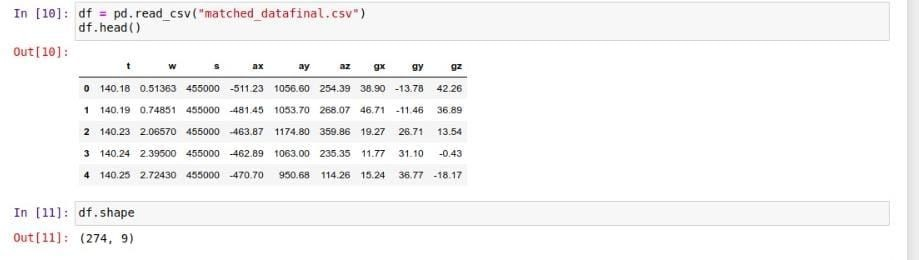 In [10]: df = pd.read_csv("matched_datafinal.csv")
df.head()
Out[10]:
t w s ax ay az gx gy gz
0 140.18 0.51363 455000 -511.23 1056.60 254.39 38.90 -13.78 42.26
1 140.19 0.74851 455000 -481.45 1053.70 268.07 46.71 -11.46 36.89
2 140.23 2.06570 455000 -463.87 1174.80 359.86 19.27 26.71 13.54
3 140.24 2.39500 455000 -462.89 1063.00 235.35 11.77 31.10 -0.43
4 140.25 2.72430 455000 -470.70 950.68 114.26 15.24 36.77 -18.17
In [11]: df.shape
Out[11]: (274, 9)